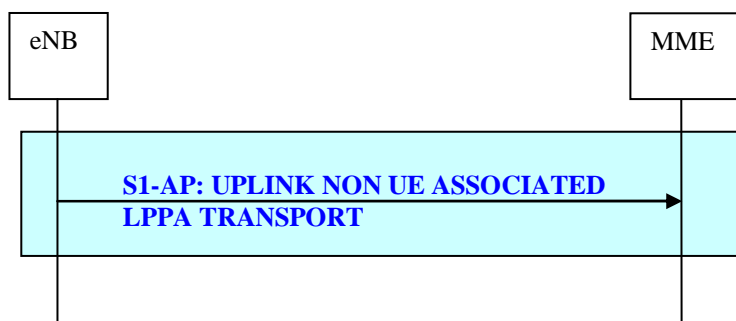 eNB
MME
S1-AP: UPLINK NON UE ASSOCIATED
LPPA TRANSPORT